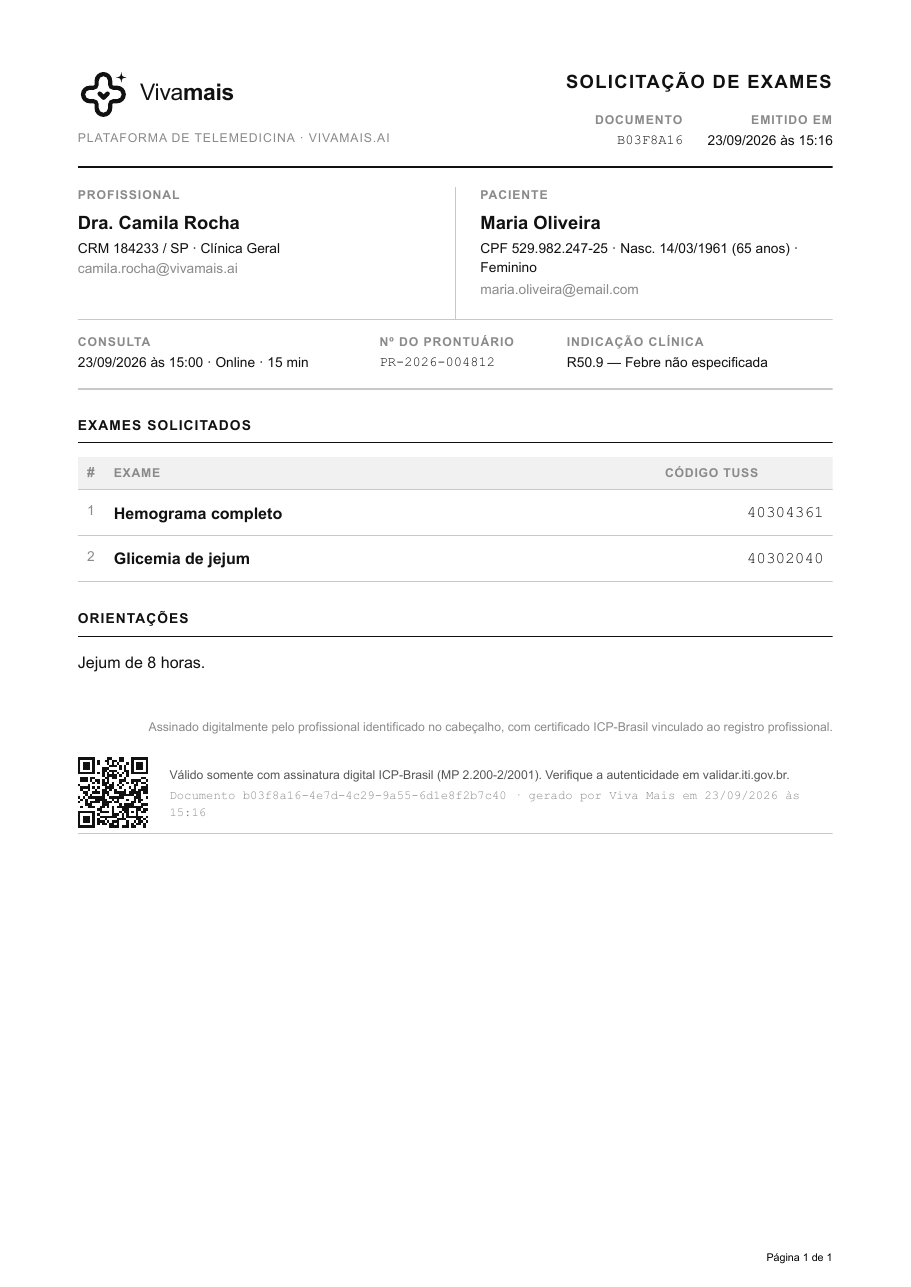 Vivamais
SOLICITAÇÃO DE EXAMES
PLATAFORMA DE TELEMEDICINA · VIVAMAIS.AI
DOCUMENTO
B03F8A16
EMITIDO EM
23/09/2026 às 15:16
PROFISSIONAL
Dra. Camila Rocha
CRM 184233 / SP · Clínica Geral
camila.rocha@vivamais.ai
PACIENTE
Maria Oliveira
CPF 529.982.247-25 · Nasc. 14/03/1961 (65 anos) ·
Feminino
maria.oliveira@email.com
CONSULTA
23/09/2026 às 15:00 · Online · 15 min
Nº DO PRONTUÁRIO
PR-2026-004812
INDICAÇÃO CLÍNICA
R50.9 — Febre não especificada
EXAMES SOLICITADOS
# EXAME CÓDIGO TUSS
1 Hemograma completo 40304361
2 Glicemia de jejum 40302040
ORIENTAÇÕES
Jejum de 8 horas.
Assinado digitalmente pelo profissional identificado no cabeçalho, com certificado ICP-Brasil vinculado ao registro profissional.
Válido somente com assinatura digital ICP-Brasil (MP 2.200-2/2001). Verifique a autenticidade em validar.iti.gov.br.
Documento b03f8a16-4e7d-4c29-9a55-6d1e8f2b7c40 · gerado por Viva Mais em 23/09/2026 às
15:16
Página 1 de 1